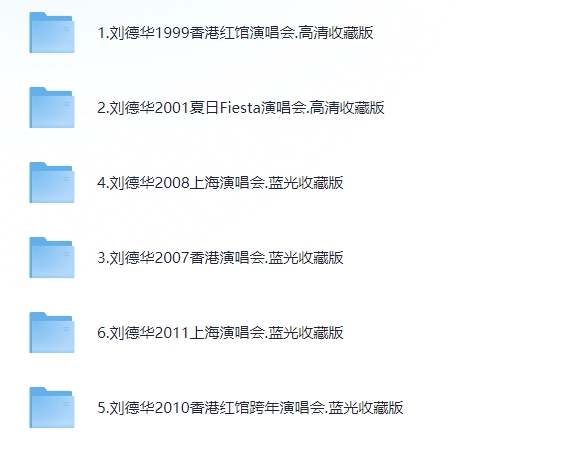 1.刘德华1999香港红馆演唱会.高清收藏版
2.刘德华2001夏日Fiesta演唱会.高清收藏版
4.刘德华2008上海演唱会.蓝光收藏版
3.刘德华2007香港演唱会.蓝光收藏版
6.刘德华2011上海演唱会.蓝光收藏版
5.刘德华2010香港红馆跨年演唱会.蓝光收藏版